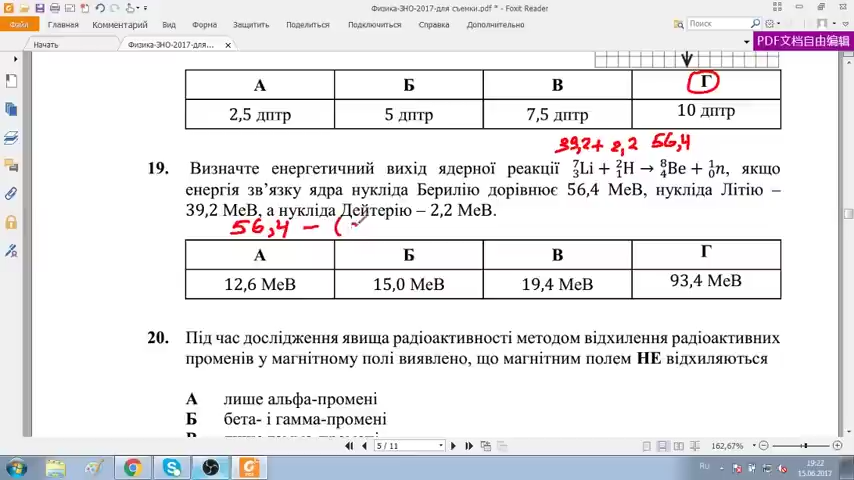 Физика-ЗНО-2017-для съемки.pdf * - Foxit Reader
Файл Главная Комментарий Вид Защитить Поделиться Подключиться Справка Дополнительно
Поиск
Начать Физика-ЗНО-2017-для... ×
PDF文档自由编辑
А Б В Г
2,5 дптр 5 дптр 7,5 дптр 10 дптр
39,2 + 2,2 56,4
19. Визначте енергетичний вихід ядерної реакції ⁷₃Li + ²₁H → ⁸₄Be + ¹₀n, якщо
енергія зв’язку ядра нукліда Берилію дорівнює 56,4 МеВ, нукліда Літію –
39,2 МеВ, а нукліда Дейтерію – 2,2 МеВ.
56,4 – (
А Б В Г
12,6 МеВ 15,0 МеВ 19,4 МеВ 93,4 МеВ
20. Під час дослідження явища радіоактивності методом відхилення радіоактивних
променів у магнітному полі виявлено, що магнітним полем НЕ відхиляються
А лише альфа-промені
Б бета- і гамма-промені
5 / 11 162,67%
RU 19:22
15.06.2017